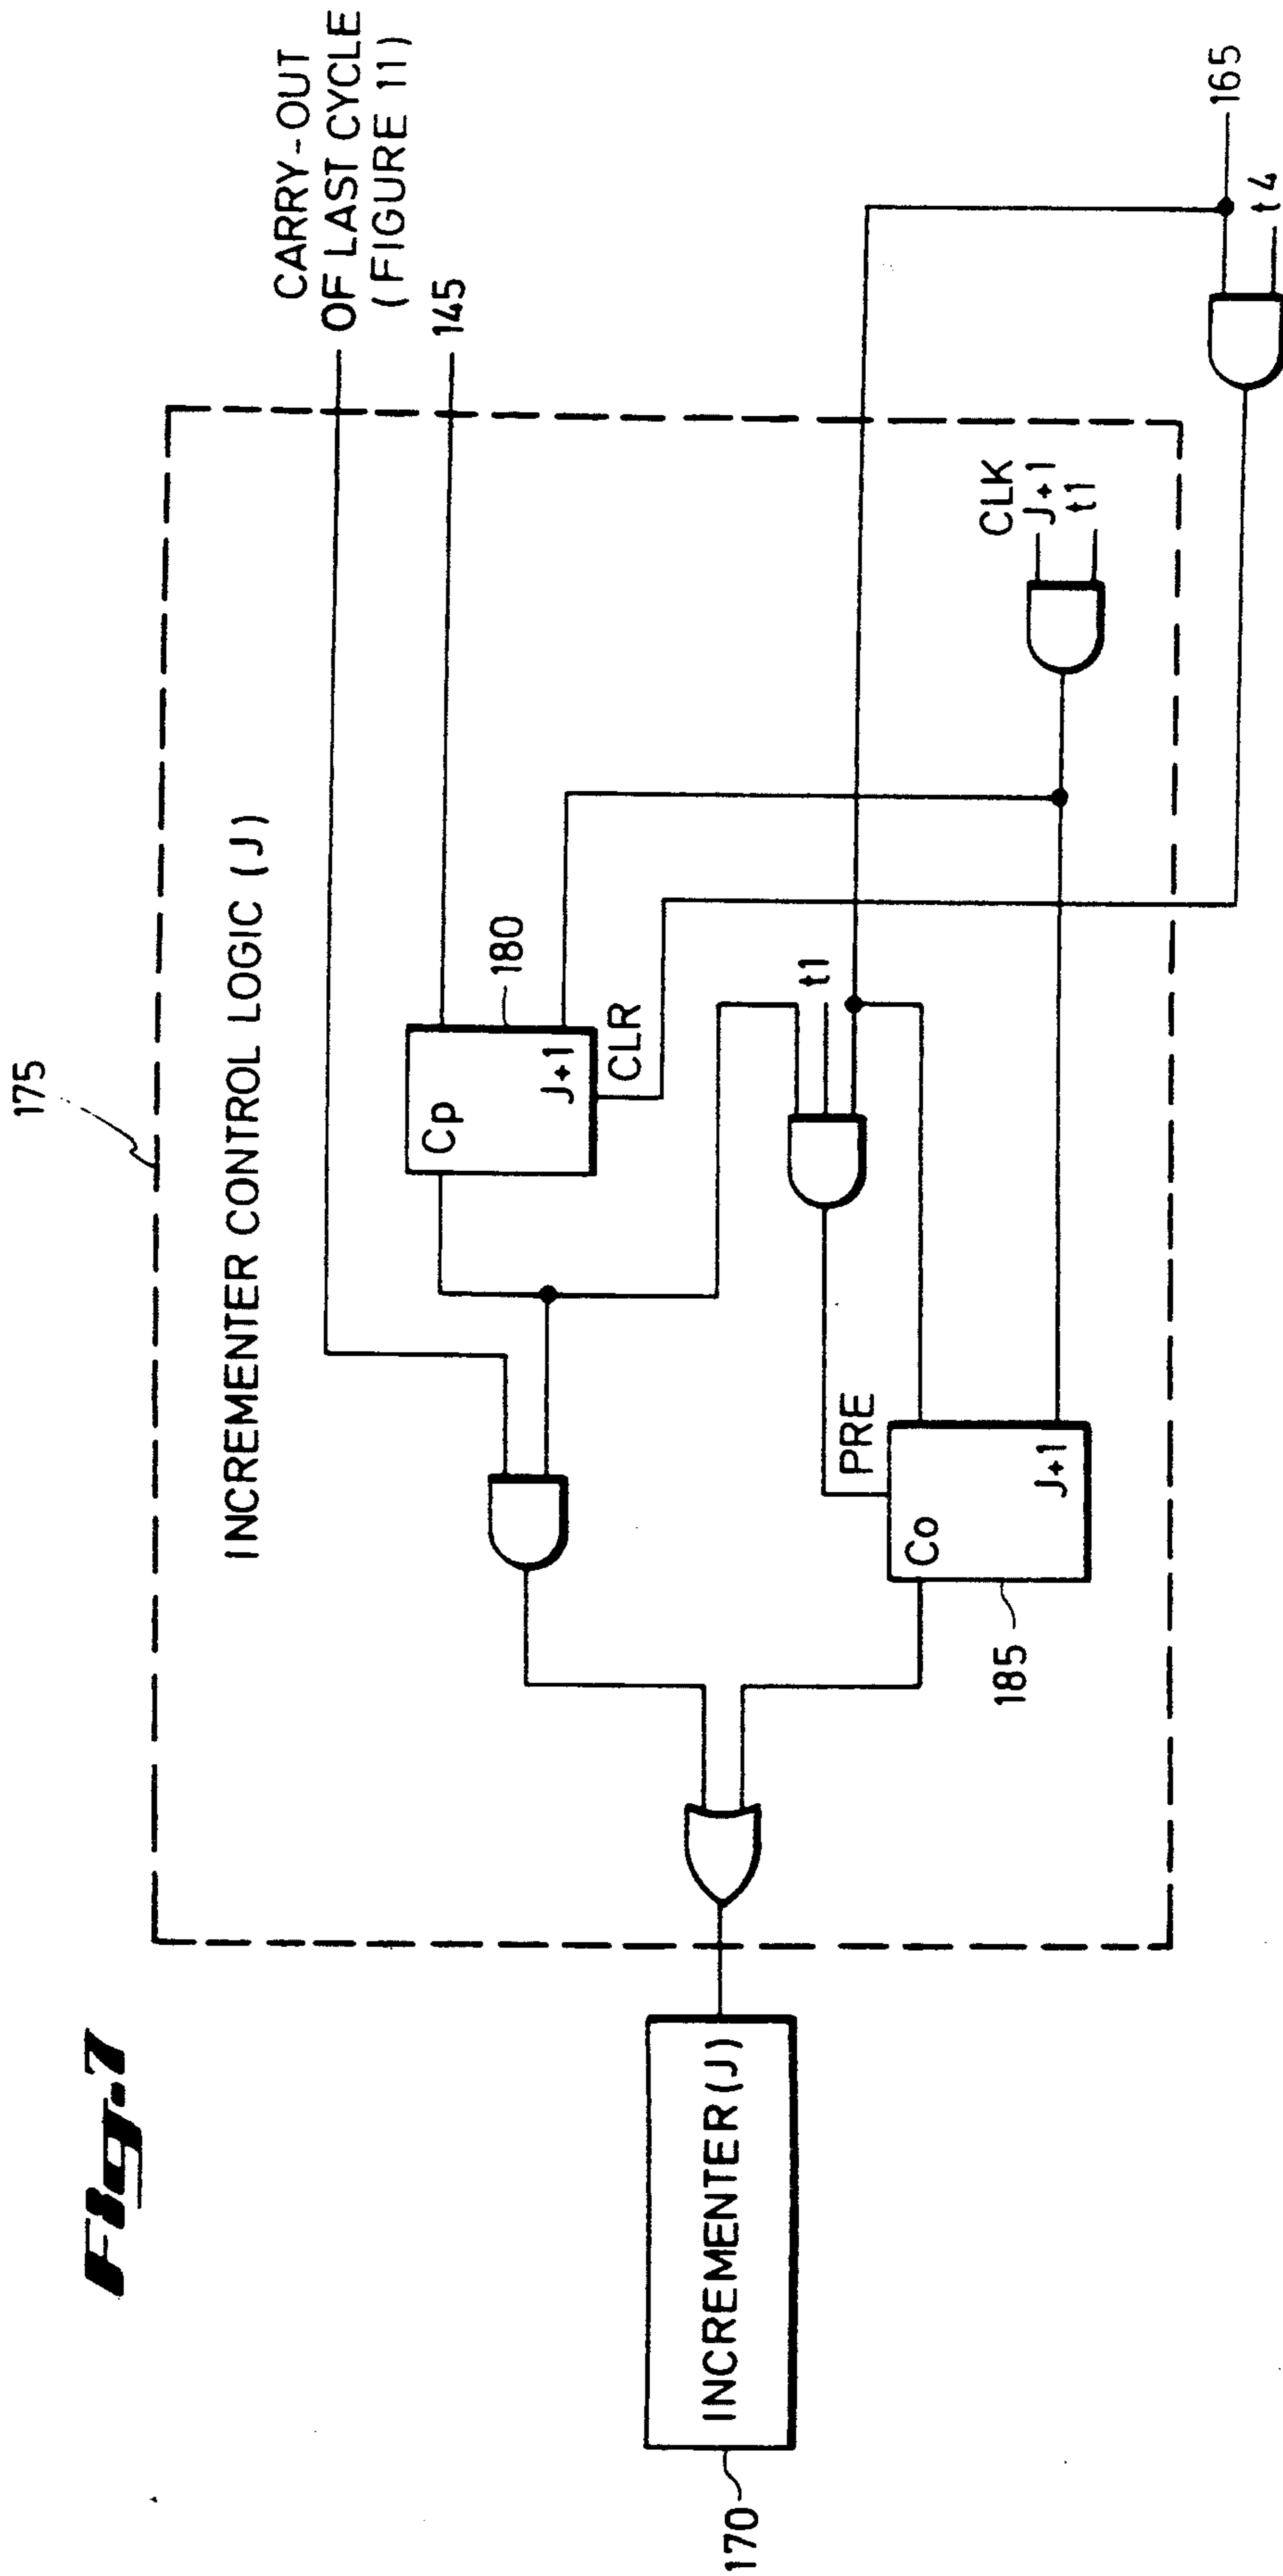 Fig. 7
175
INCREMENTER CONTROL LOGIC (J)
CARRY-OUT
OF LAST CYCLE
(FIGURE 11)
145
Cp
180
J+1
CLR
t1
CLK
J+1
t1
PRE
Co
J+1
185
165
t4
INCREMENTER (J)
170